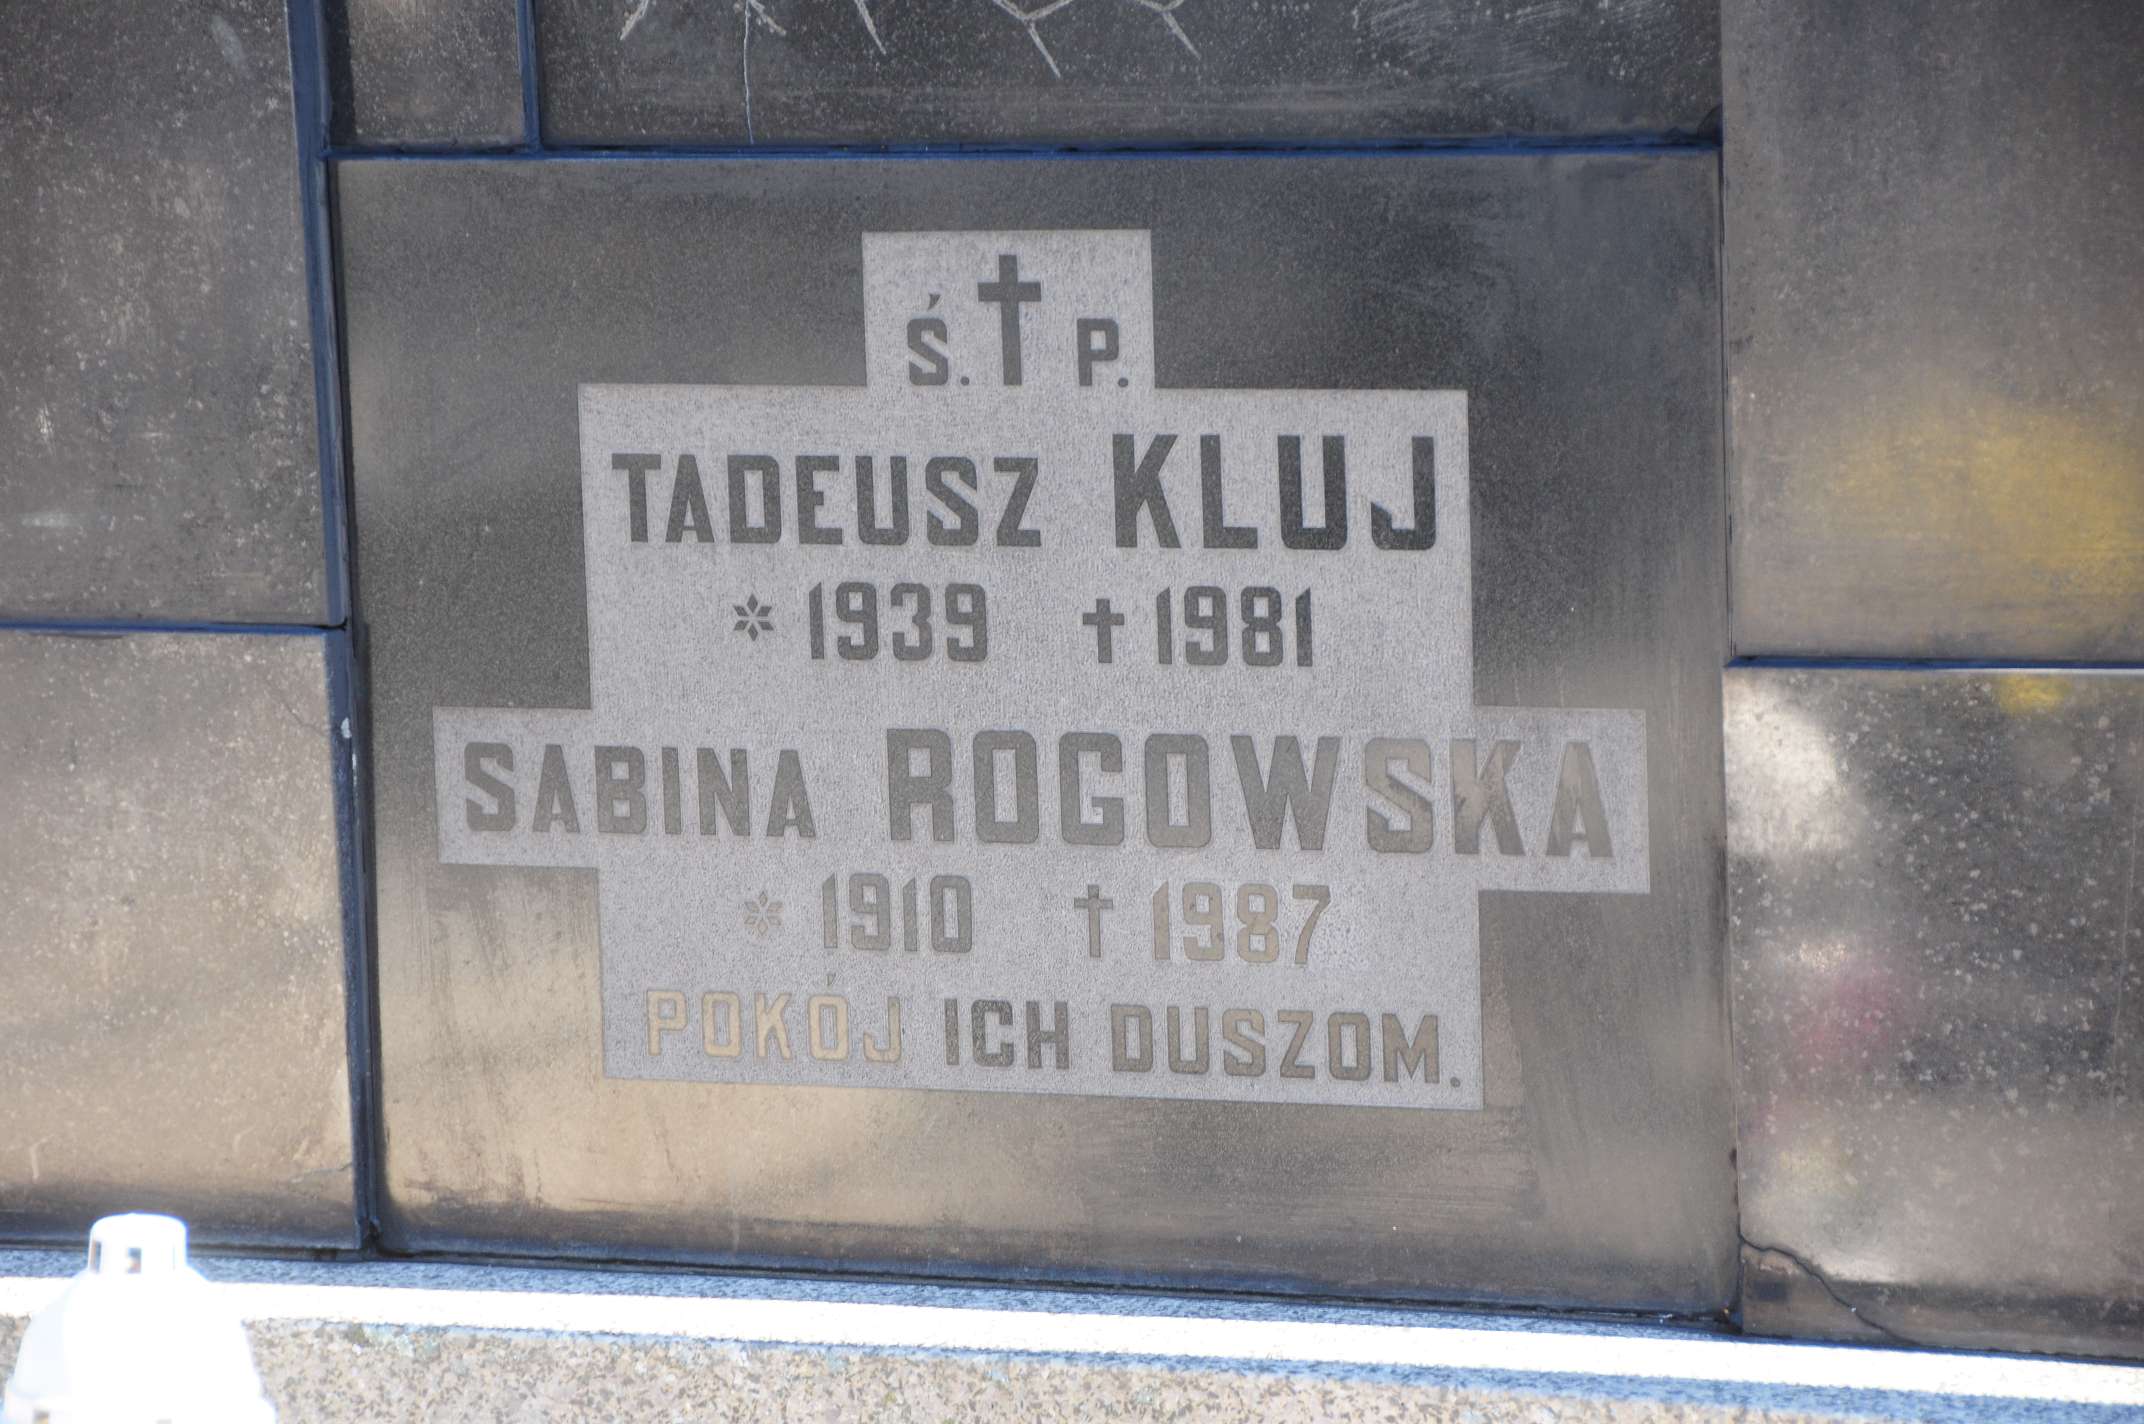 Ś. ✝ P.
TADEUSZ KLUJ
* 1939 ✝ 1981
SABINA ROGOWSKA
* 1910 ✝ 1987
POKÓJ ICH DUSZOM.